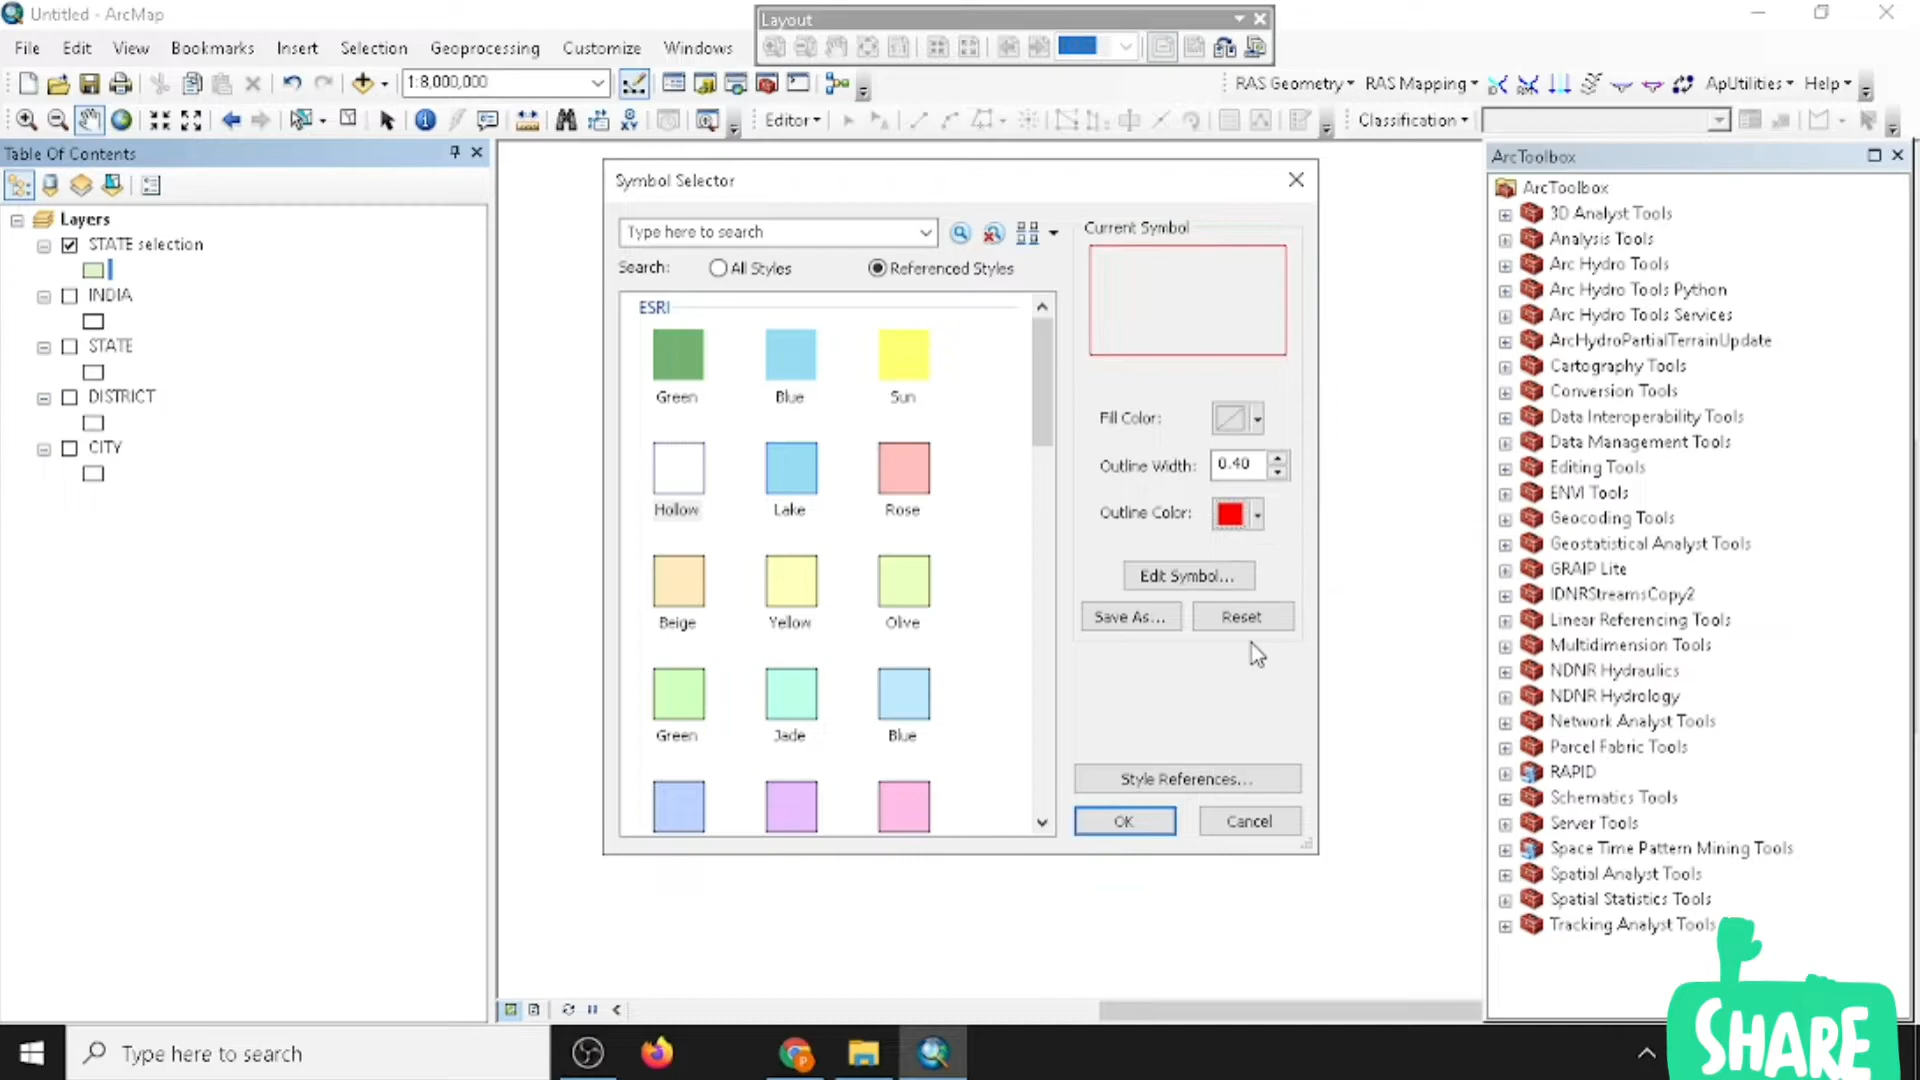 Untitled - ArcMap
Layout
File Edit View Bookmarks Insert Selection Geoprocessing Customize Windows
1:8,000,000
RAS Geometry RAS Mapping ApUtilities Help
Editor
Classification
Table Of Contents
Layers
STATE selection
INDIA
STATE
DISTRICT
CITY
Symbol Selector
Type here to search
Search: All Styles Referenced Styles
ESRI
Green Blue Sun
Hollow Lake Rose
Beige Yellow Olive
Green Jade Blue
Current Symbol
Fill Color:
Outline Width: 0.40
Outline Color:
Edit Symbol...
Save As... Reset
Style References...
OK Cancel
ArcToolbox
ArcToolbox
3D Analyst Tools
Analysis Tools
Arc Hydro Tools
Arc Hydro Tools Python
Arc Hydro Tools Services
ArcHydroPartialTerrainUpdate
Cartography Tools
Conversion Tools
Data Interoperability Tools
Data Management Tools
Editing Tools
ENVI Tools
Geocoding Tools
Geostatistical Analyst Tools
GRAIP Lite
IDNRStreamsCopy2
Linear Referencing Tools
Multidimension Tools
NDNR Hydraulics
NDNR Hydrology
Network Analyst Tools
Parcel Fabric Tools
RAPID
Schematics Tools
Server Tools
Space Time Pattern Mining Tools
Spatial Analyst Tools
Spatial Statistics Tools
Tracking Analyst Tools
Type here to search
SHARE